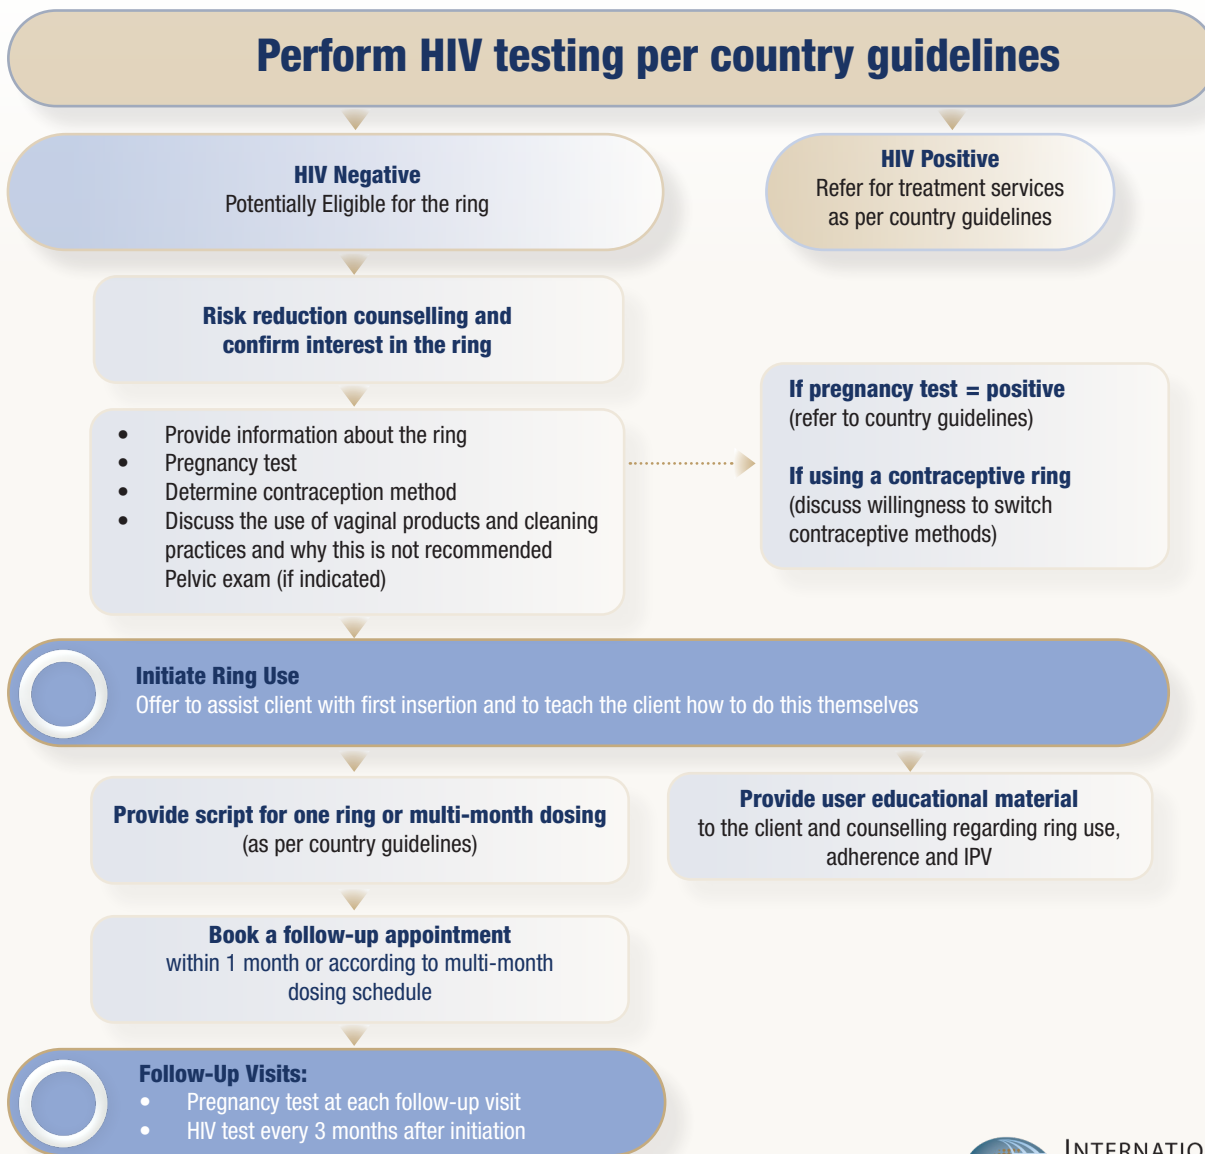 Perform HIV testing per country guidelines
HIV Negative
Potentially Eligible for the ring
HIV Positive
Refer for treatment services
as per country guidelines
Risk reduction counselling and
confirm interest in the ring
• Provide information about the ring
• Pregnancy test
• Determine contraception method
• Discuss the use of vaginal products and cleaning
practices and why this is not recommended
Pelvic exam (if indicated)
If pregnancy test = positive
(refer to country guidelines)
If using a contraceptive ring
(discuss willingness to switch
contraceptive methods)
Initiate Ring Use
Offer to assist client with first insertion and to teach the client how to do this themselves
Provide script for one ring or multi-month dosing
(as per country guidelines)
Provide user educational material
to the client and counselling regarding ring use,
adherence and IPV
Book a follow-up appointment
within 1 month or according to multi-month
dosing schedule
Follow-Up Visits:
• Pregnancy test at each follow-up visit
• HIV test every 3 months after initiation